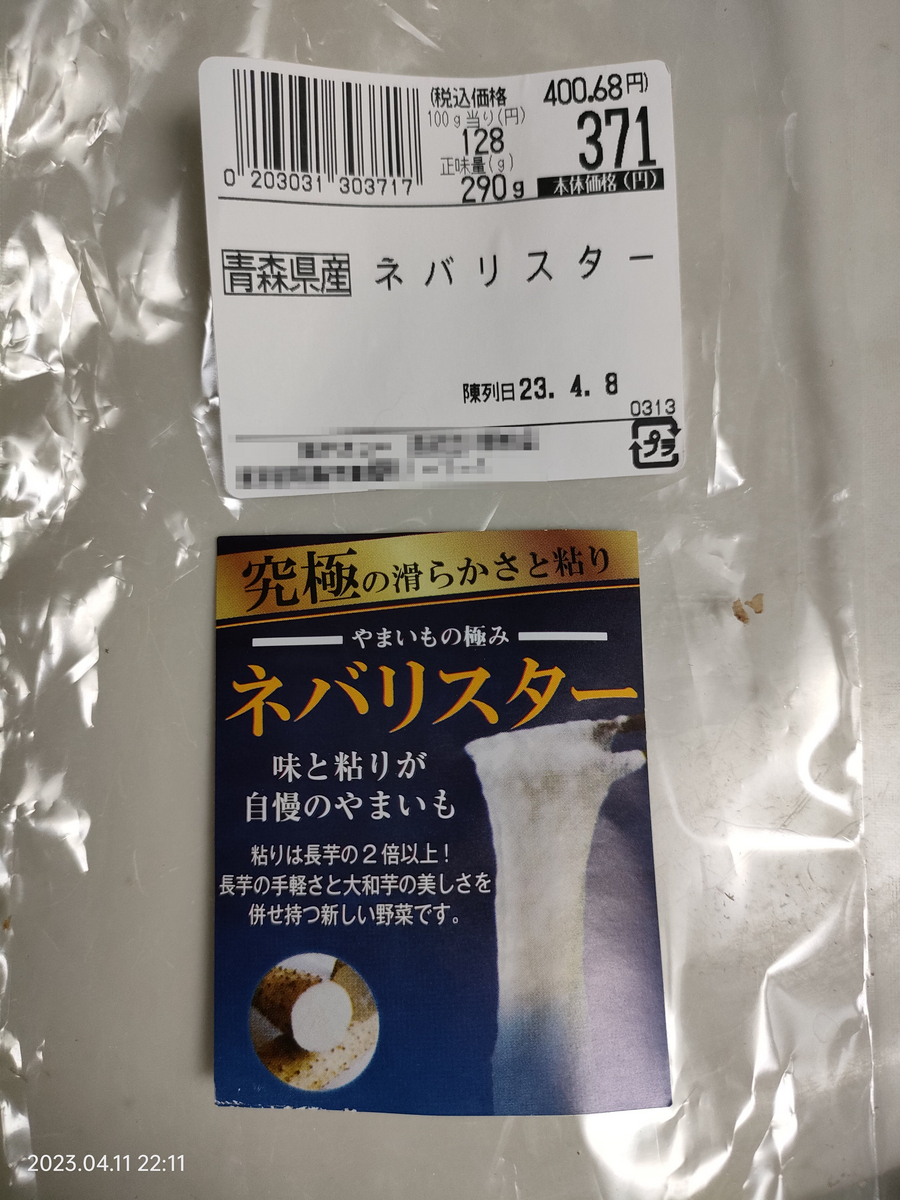 (税込価格 400.68円)
100g当り(円)
128
371
正味量(g)
290g
本体価格(円)
0 203031 303717
青森県産 ネバリスター
陳列日23. 4. 8
0313
プラ
究極の滑らかさと粘り
やまいもの極み
ネバリスター
味と粘りが
自慢のやまいも
粘りは長芋の2倍以上!
長芋の手軽さと大和芋の美しさを
併せ持つ新しい野菜です。
2023.04.11 22:11